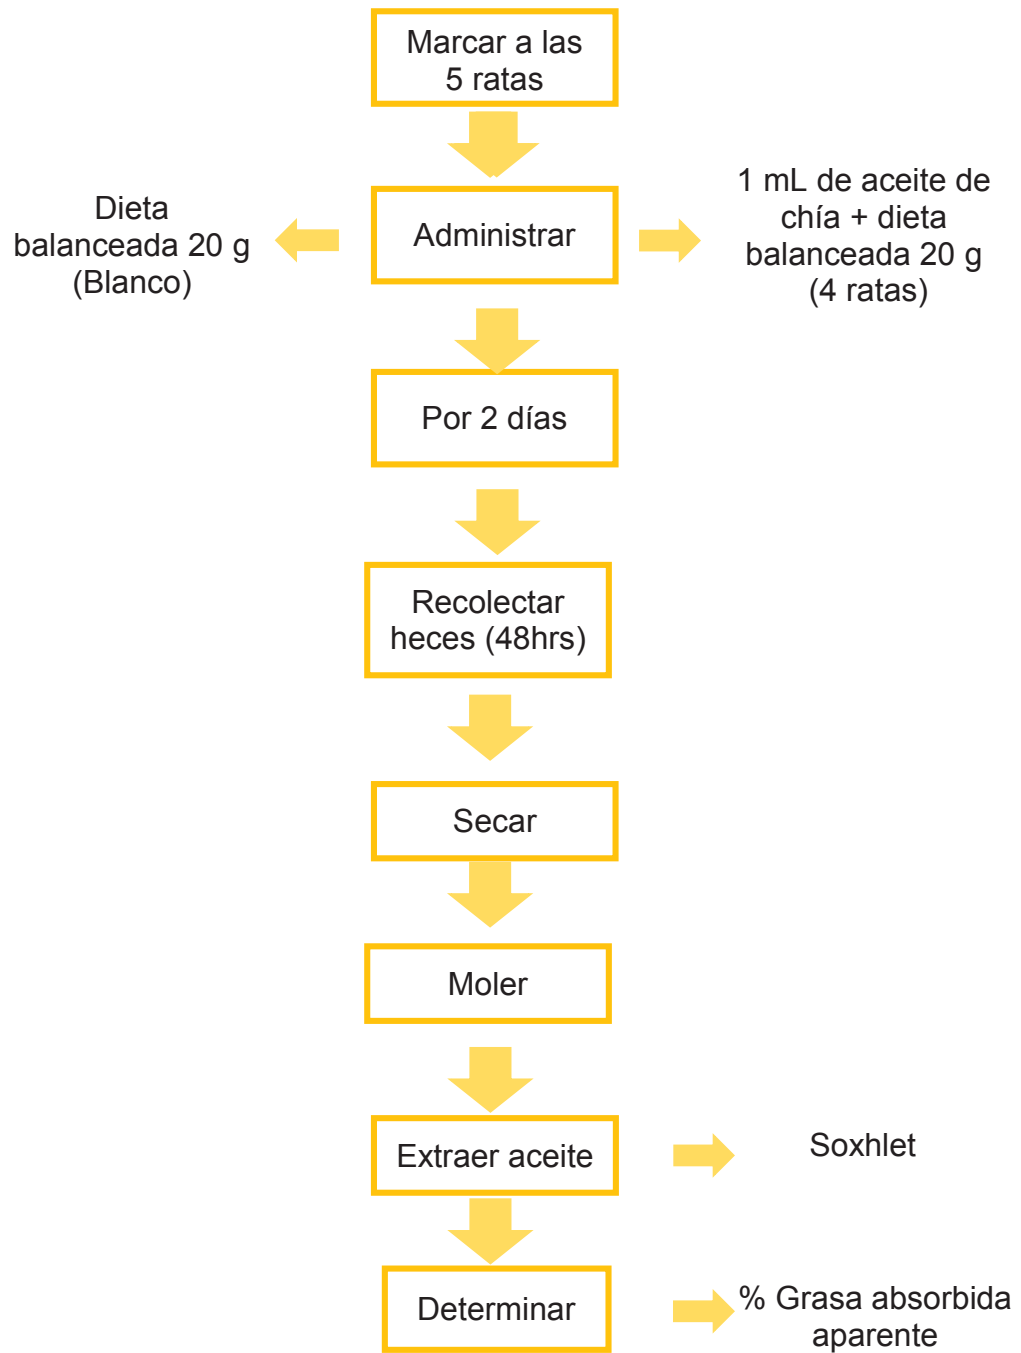 Marcar a las
5 ratas
Dieta
balanceada 20 g
(Blanco)
Administrar
1 mL de aceite de
chía + dieta
balanceada 20 g
(4 ratas)
Por 2 días
Recolectar
heces (48hrs)
Secar
Moler
Extraer aceite
Soxhlet
Determinar
% Grasa absorbida
aparente